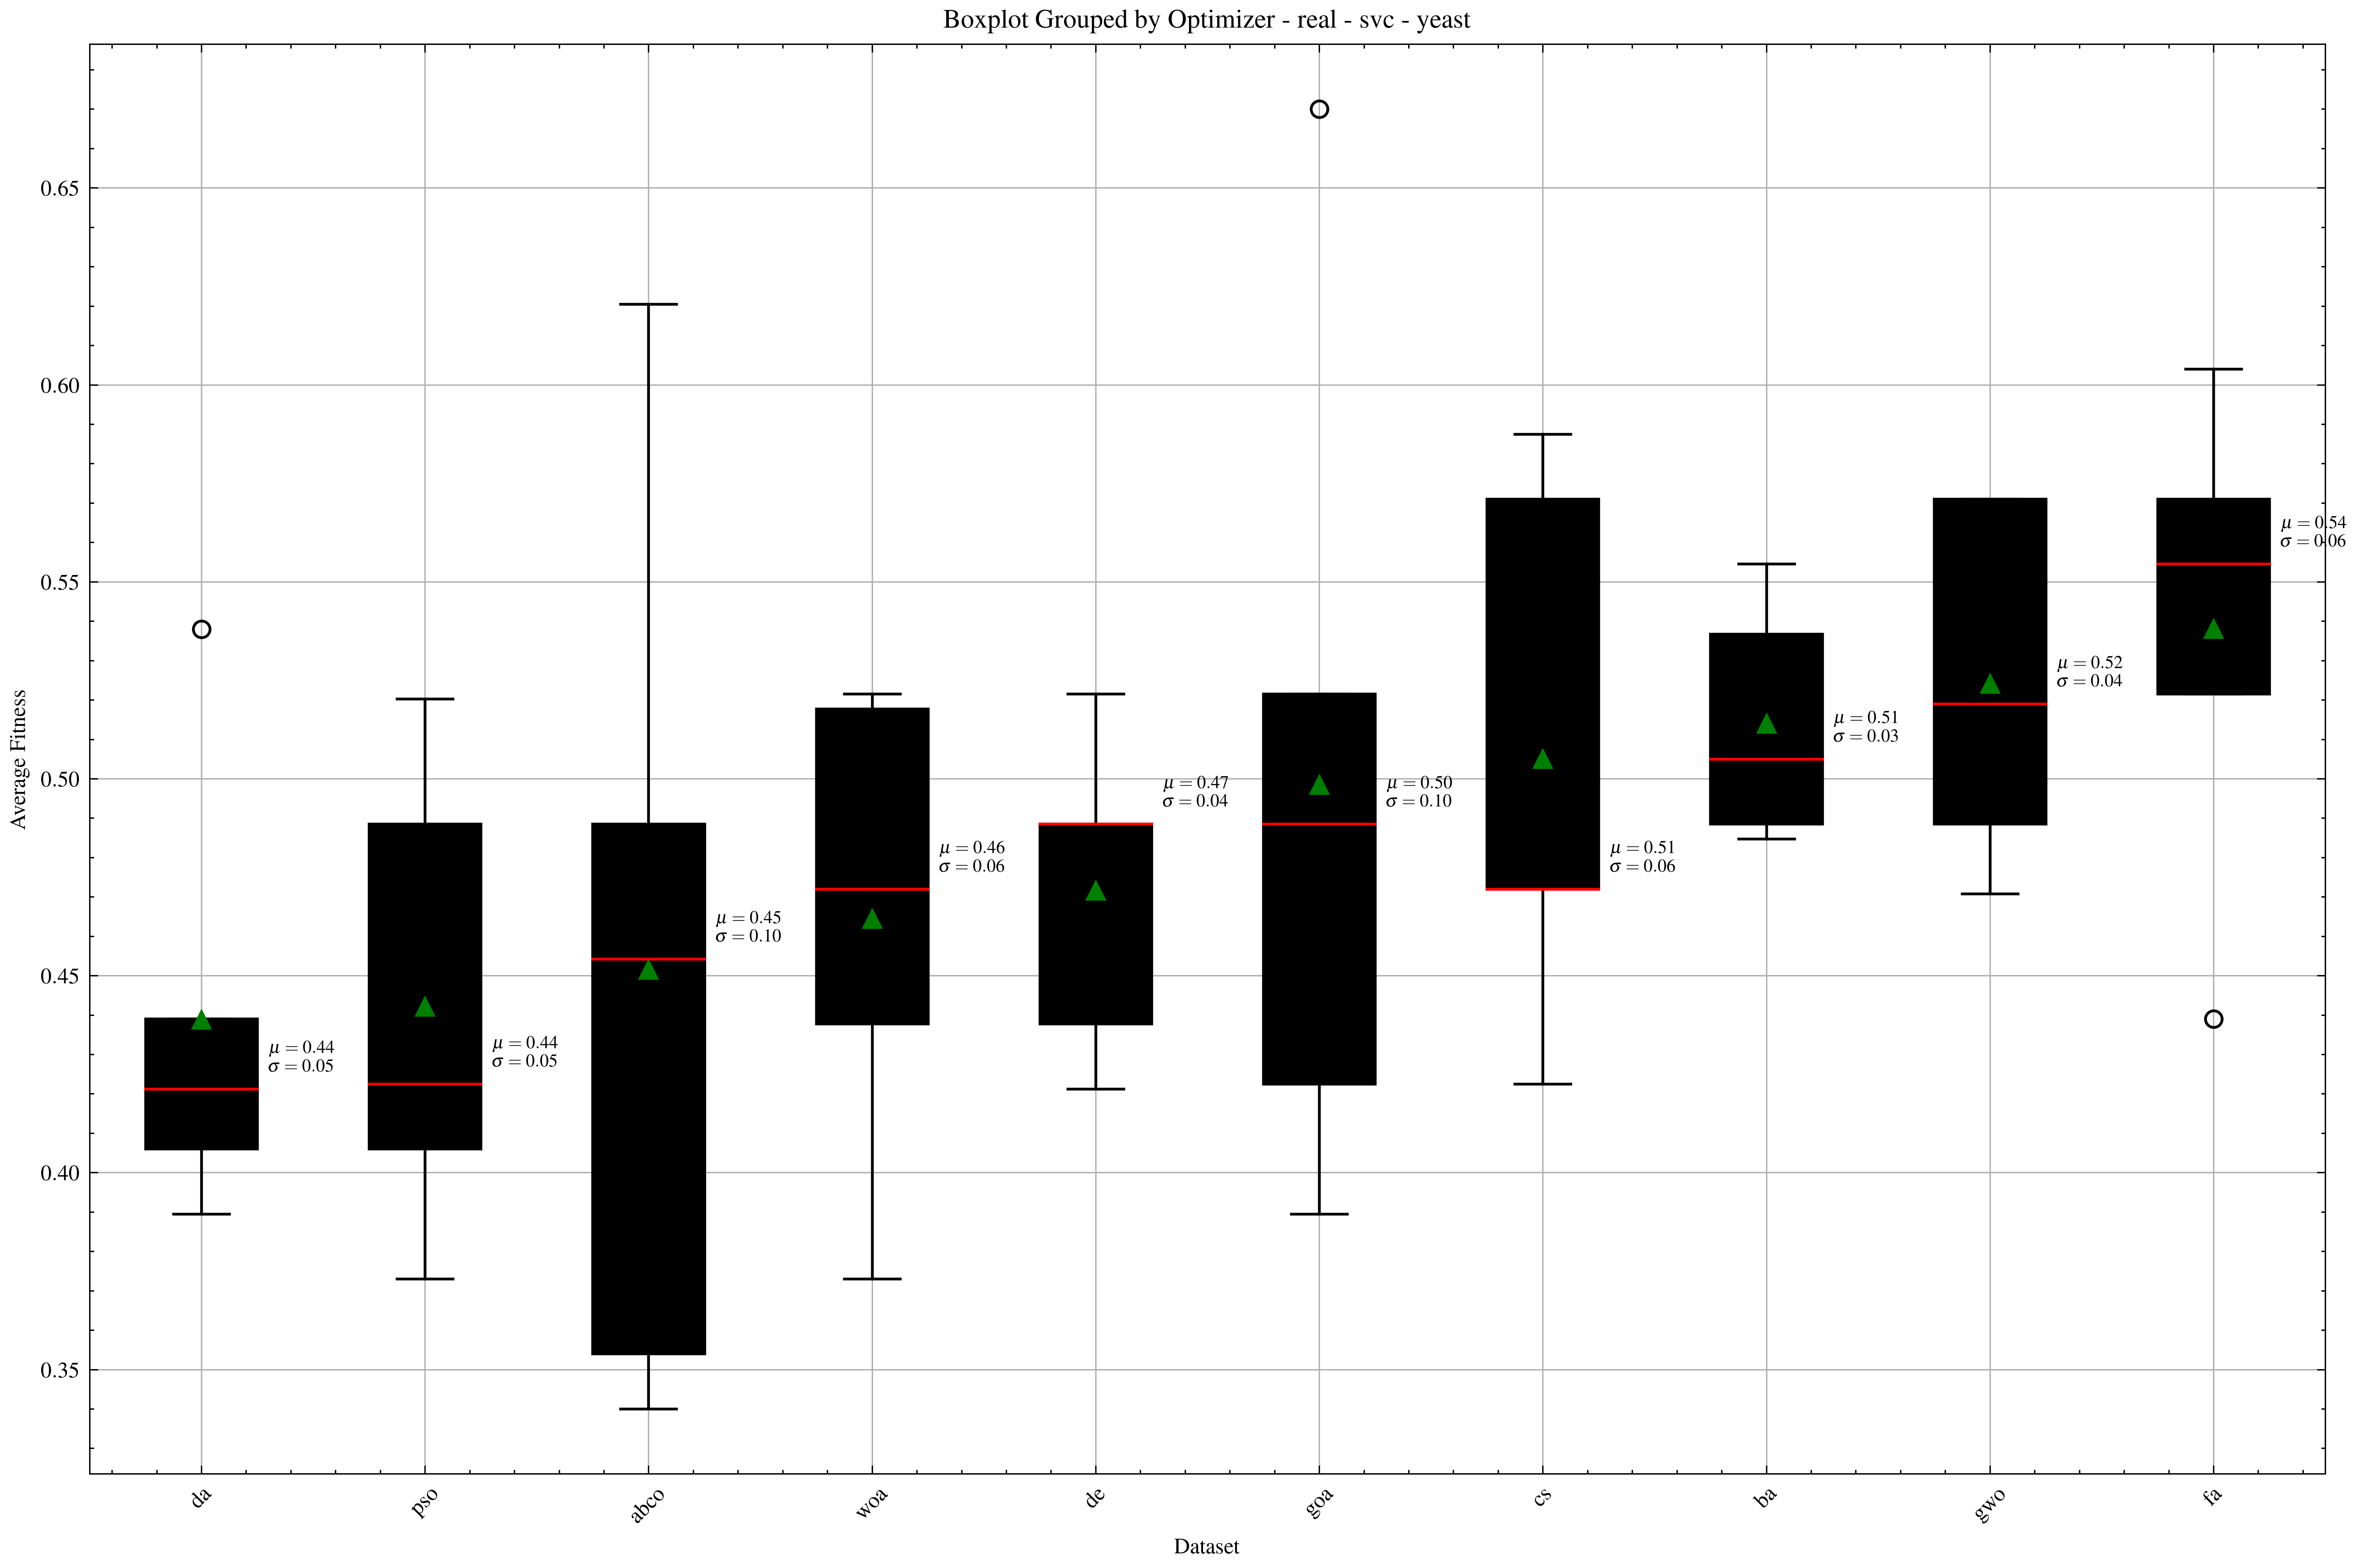 Boxplot Grouped by Optimizer - real - svc - yeast
Average Fitness
0.65
0.60
0.55
0.50
0.45
0.40
0.35
μ = 0.44
σ = 0.05
μ = 0.44
σ = 0.05
μ = 0.45
σ = 0.10
μ = 0.46
σ = 0.06
μ = 0.47
σ = 0.04
μ = 0.50
σ = 0.10
μ = 0.51
σ = 0.06
μ = 0.51
σ = 0.03
μ = 0.52
σ = 0.04
μ = 0.54
σ = 0.06
da
pso
abco
woa
de
goa
cs
ba
gwo
fa
Dataset